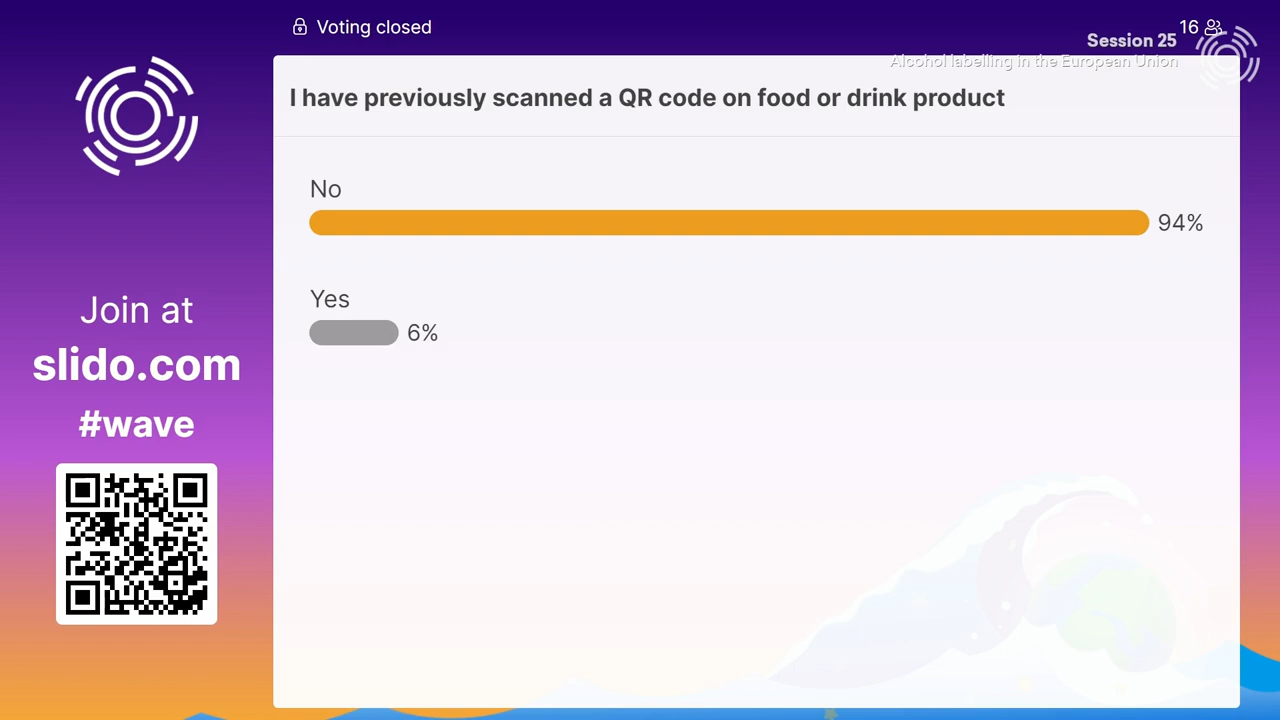 Voting closed
16
Session 25
Alcohol labelling in the European Union
I have previously scanned a QR code on food or drink product
No
94%
Yes
6%
Join at
slido.com
#wave